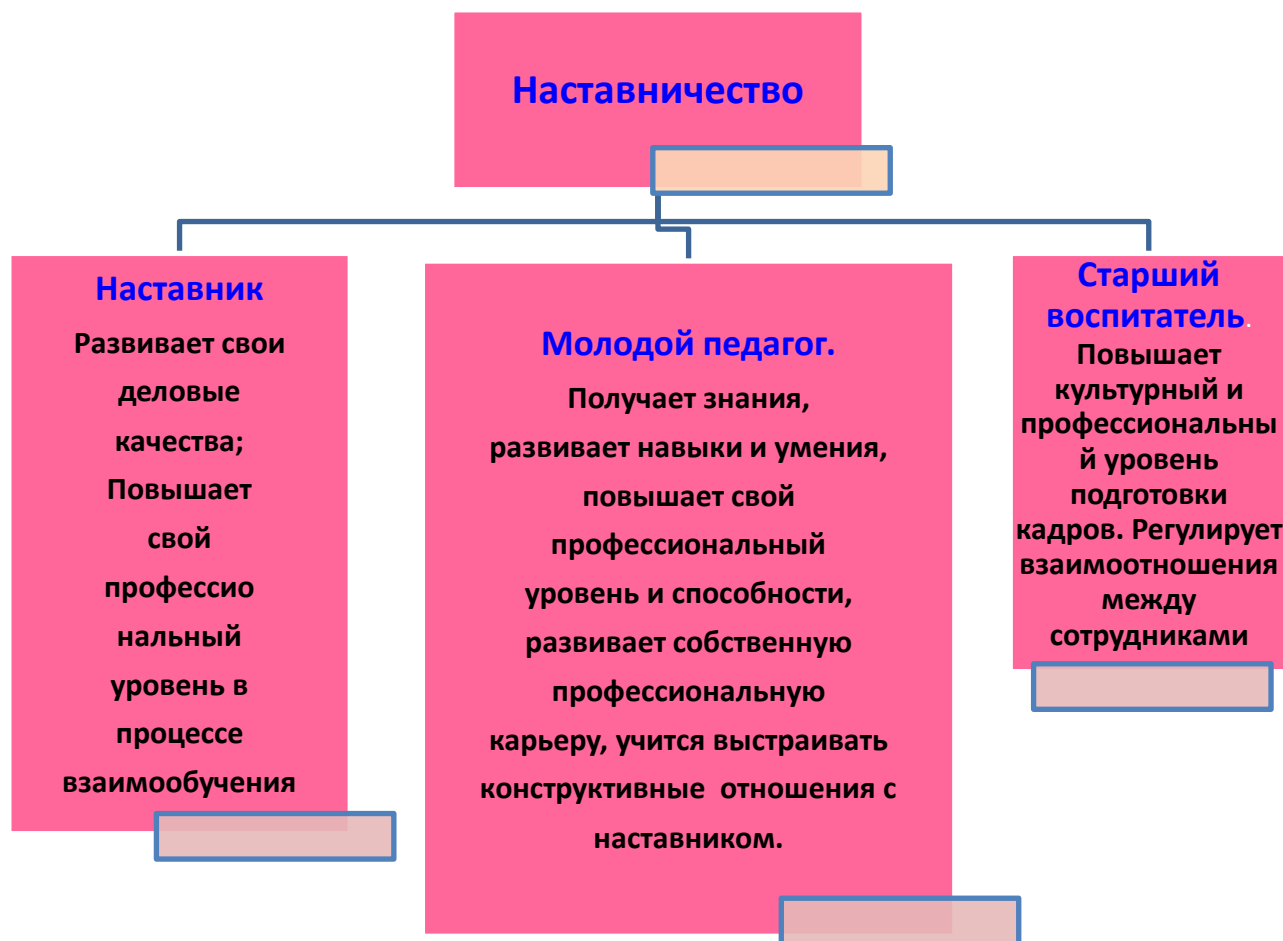 Наставничество
Наставник
Развивает свои
деловые
качества;
Повышает
свой
профессио
нальный
уровень в
процессе
взаимообучения
Молодой педагог.
Получает знания,
развивает навыки и умения,
повышает свой
профессиональный
уровень и способности,
развивает собственную
профессиональную
карьеру, учится выстраивать
конструктивные  отношения с
наставником.
Старший
воспитатель.
Повышает
культурный и
профессиональны
й уровень
подготовки
кадров. Регулирует
взаимоотношения
между
сотрудниками